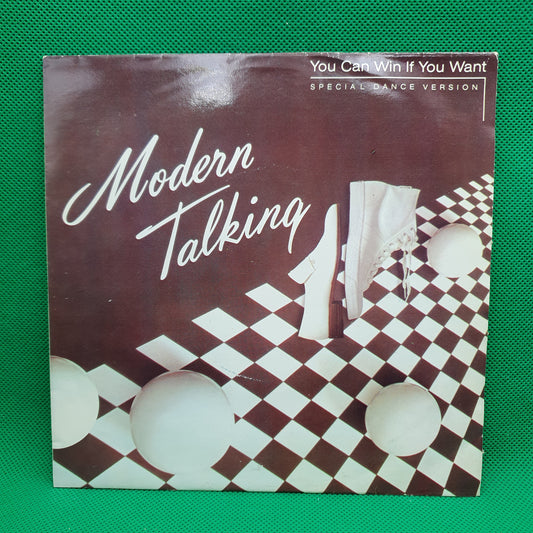 You Can Win If You Want
SPECIAL DANCE VERSION
Modern
Talking